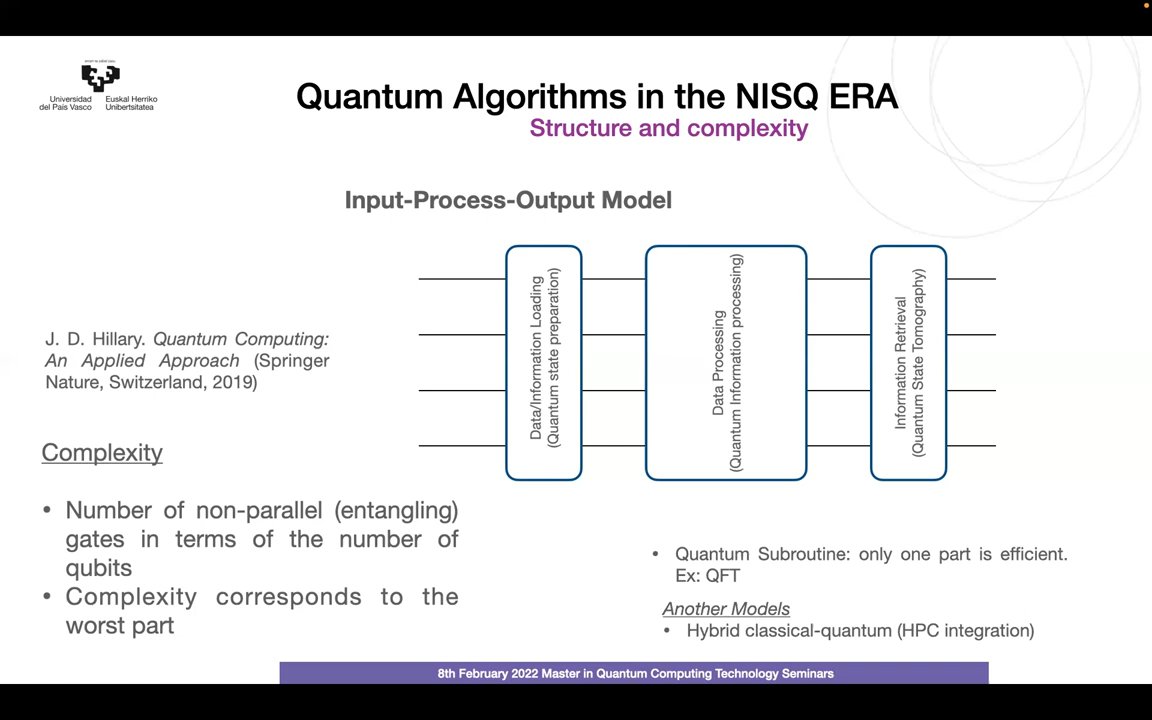 Universidad Euskal Herriko
del País Vasco Unibertsitatea
Quantum Algorithms in the NISQ ERA
Structure and complexity
Input-Process-Output Model
Data/Information Loading
(Quantum state preparation)
Data Processing
(Quantum Information processing)
Information Retrieval
(Quantum State Tomography)
J. D. Hillary. Quantum Computing:
An Applied Approach (Springer
Nature, Switzerland, 2019)
Complexity
• Number of non-parallel (entangling)
gates in terms of the number of
qubits
• Complexity corresponds to the
worst part
• Quantum Subroutine: only one part is efficient.
Ex: QFT
Another Models
• Hybrid classical-quantum (HPC integration)
8th February 2022 Master in Quantum Computing Technology Seminars